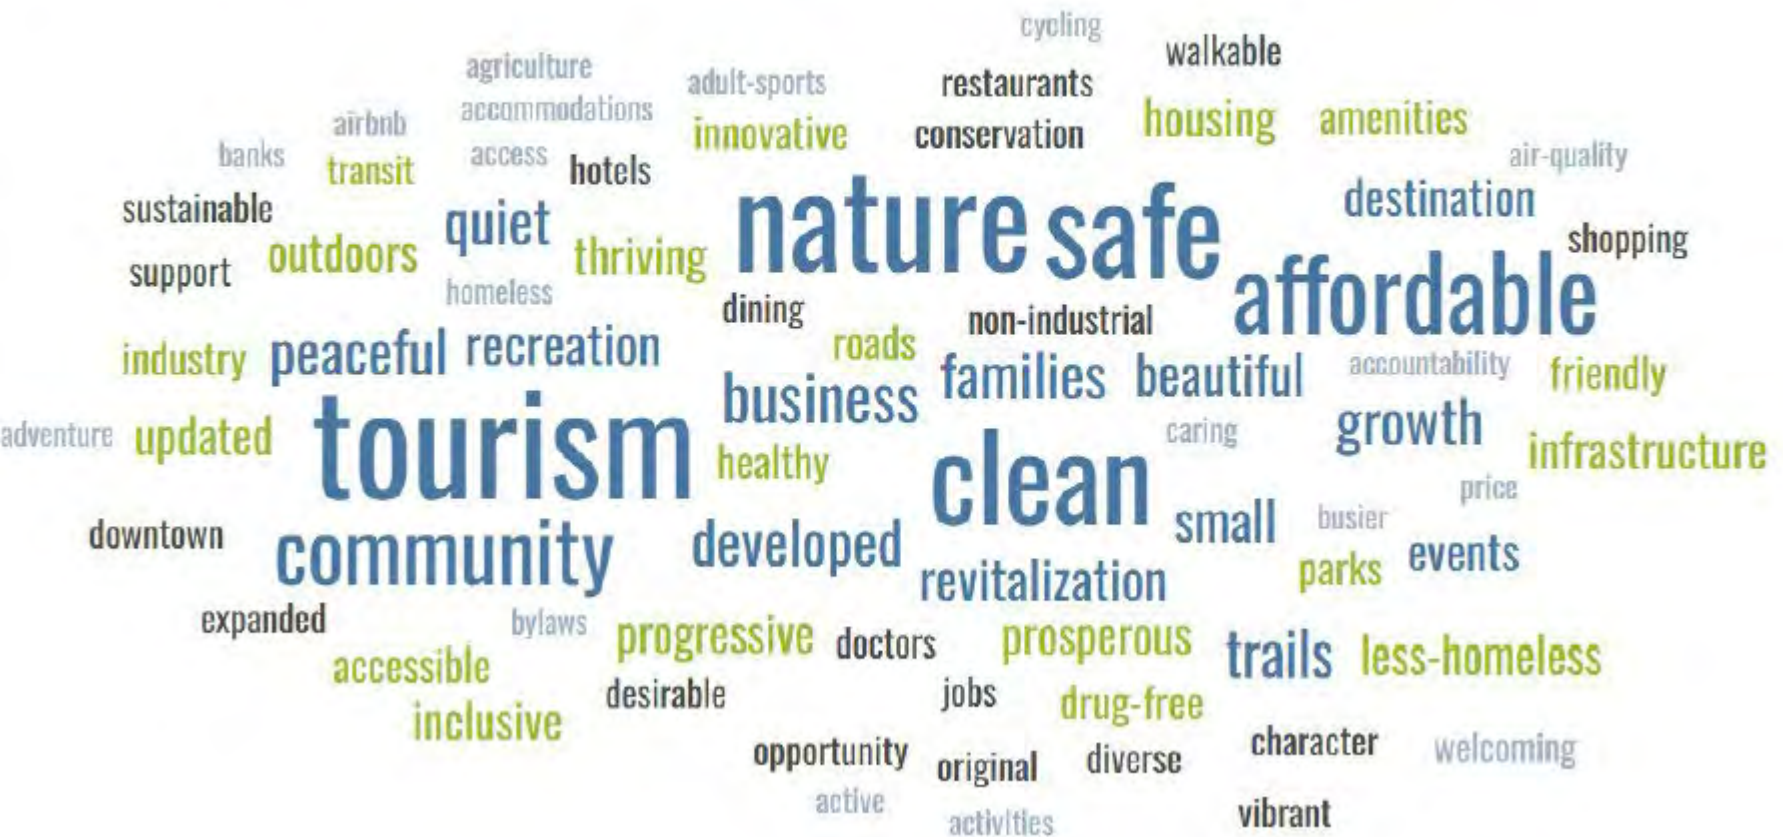 cycling
walkable
agriculture
adult-sports
restaurants
accommodations
airbnb
innovative
conservation
housing
amenities
banks
transit
access
hotels
air-quality
sustainable
quiet
nature
safe
destination
support
outdoors
thriving
shopping
homeless
dining
non-industrial
affordable
industry
peaceful
recreation
roads
families
beautiful
accountability
friendly
business
adventure
updated
tourism
healthy
clean
caring
growth
infrastructure
price
downtown
community
developed
small
busier
revitalization
parks
events
expanded
bylaws
progressive
doctors
prosperous
trails
less-homeless
accessible
desirable
jobs
drug-free
inclusive
opportunity
original
diverse
character
welcoming
active
activities
vibrant